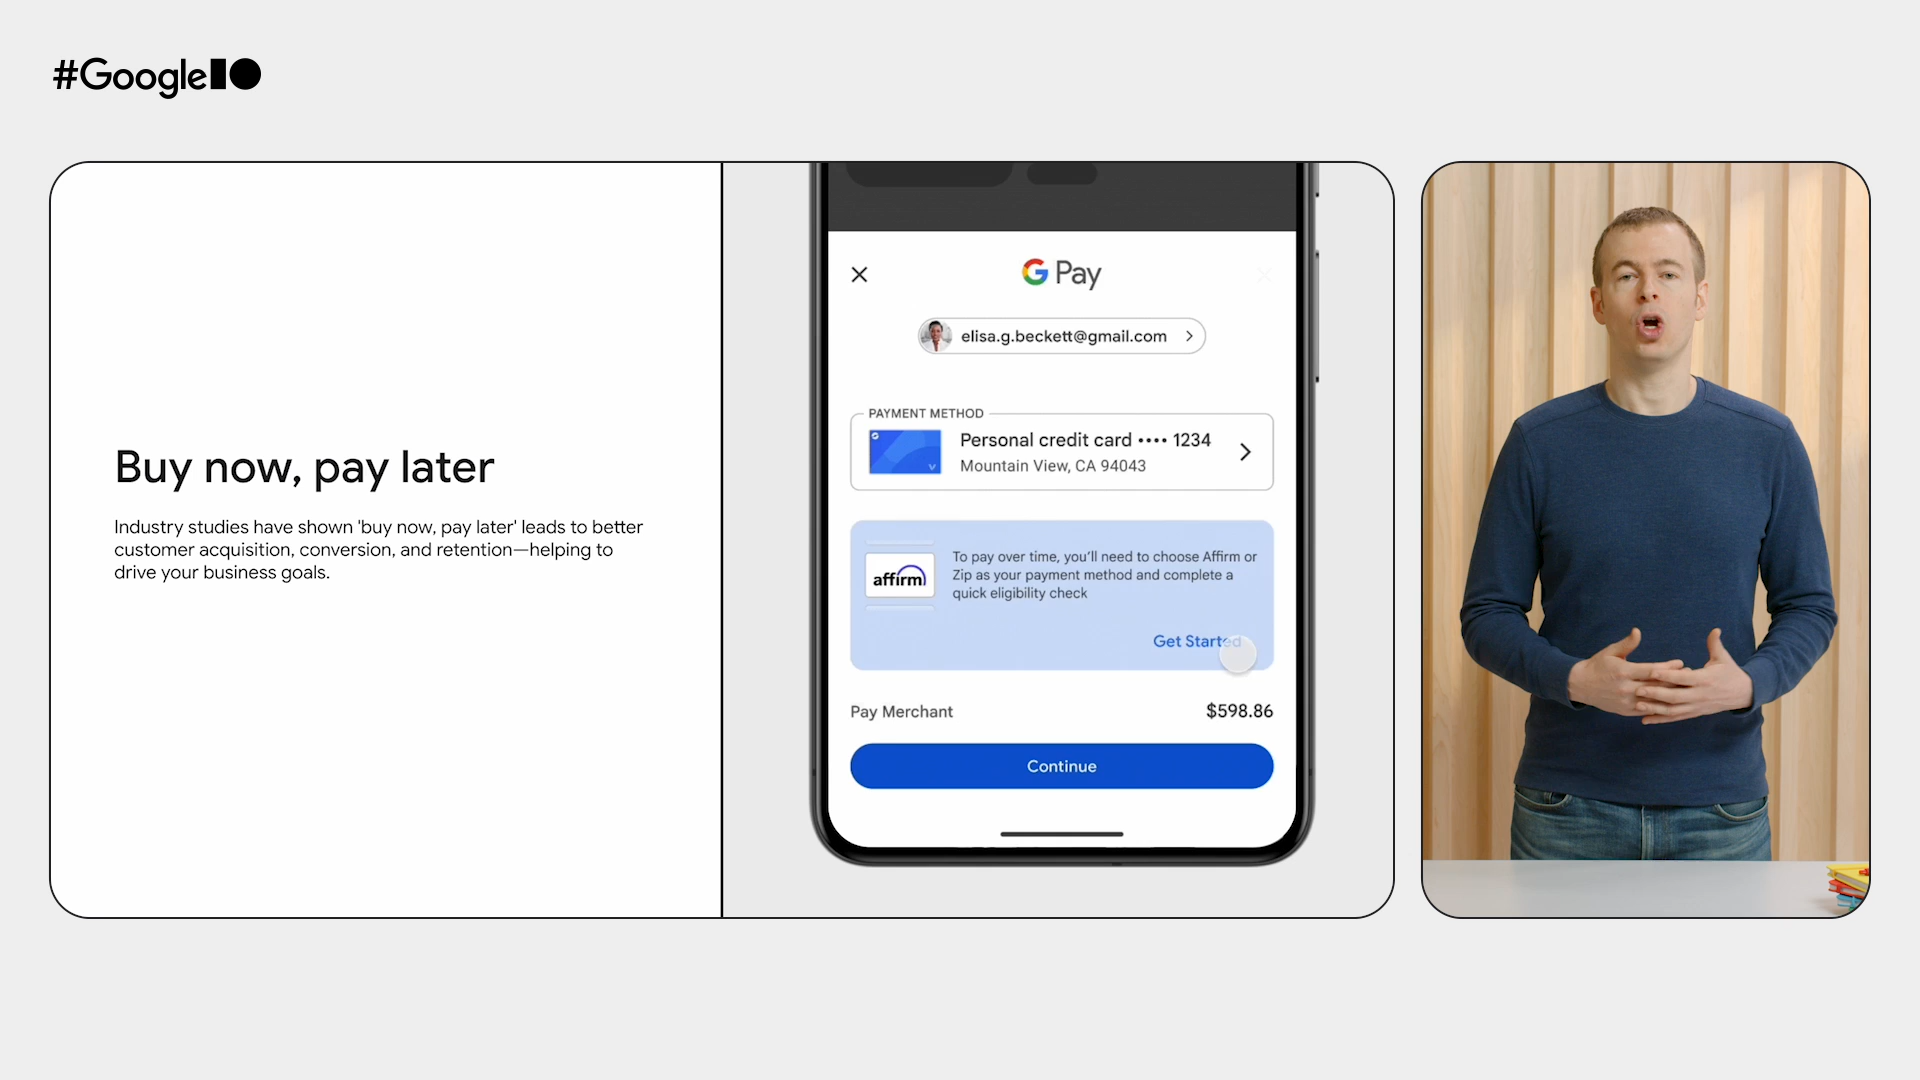 #GoogleIO
Buy now, pay later
Industry studies have shown 'buy now, pay later' leads to better
customer acquisition, conversion, and retention—helping to
drive your business goals.
G Pay
elisa.g.beckett@gmail.com
PAYMENT METHOD
Personal credit card •••• 1234
Mountain View, CA 94043
affirm
To pay over time, you'll need to choose Affirm or
Zip as your payment method and complete a
quick eligibility check
Get Started
Pay Merchant
$598.86
Continue